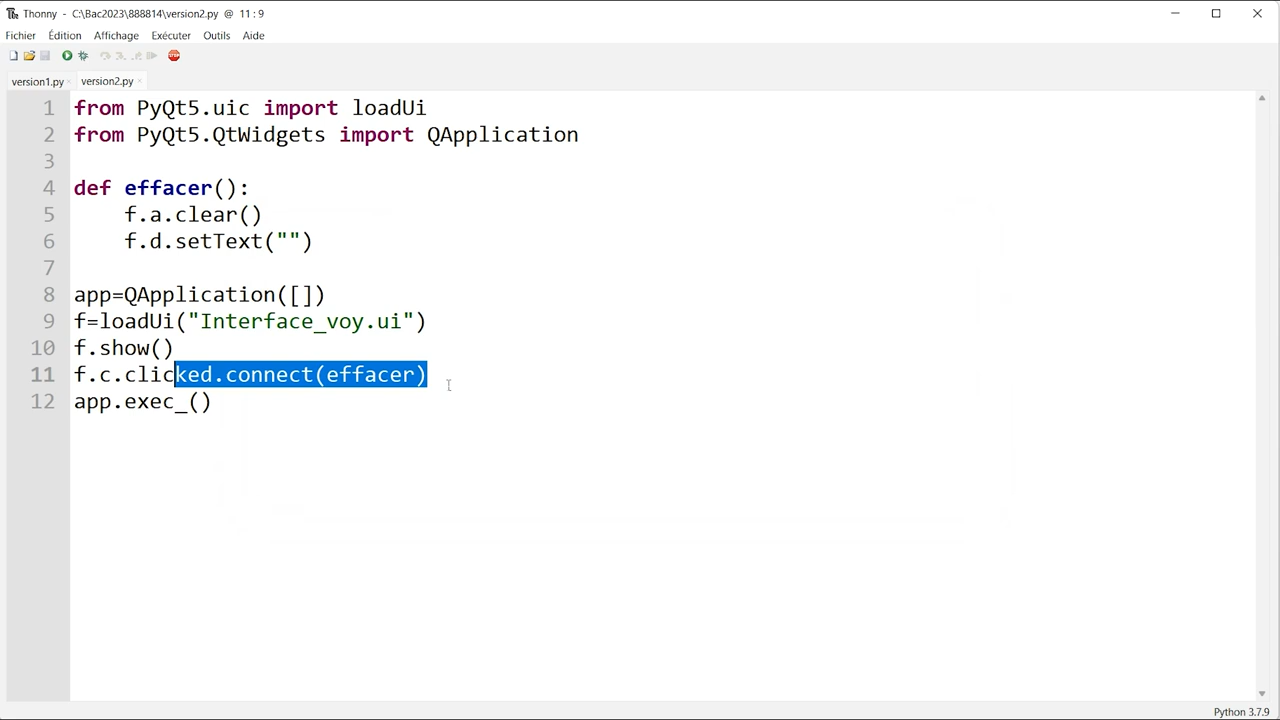 Thonny - C:\Bac2023\888814\version2.py @ 11 : 9
Fichier Édition Affichage Exécuter Outils Aide
STOP
version1.py × version2.py ×
1 from PyQt5.uic import loadUi
2 from PyQt5.QtWidgets import QApplication
3
4 def effacer():
5     f.a.clear()
6     f.d.setText("")
7
8 app=QApplication([])
9 f=loadUi("Interface_voy.ui")
10 f.show()
11 f.c.clicked.connect(effacer)
12 app.exec_()
Python 3.7.9